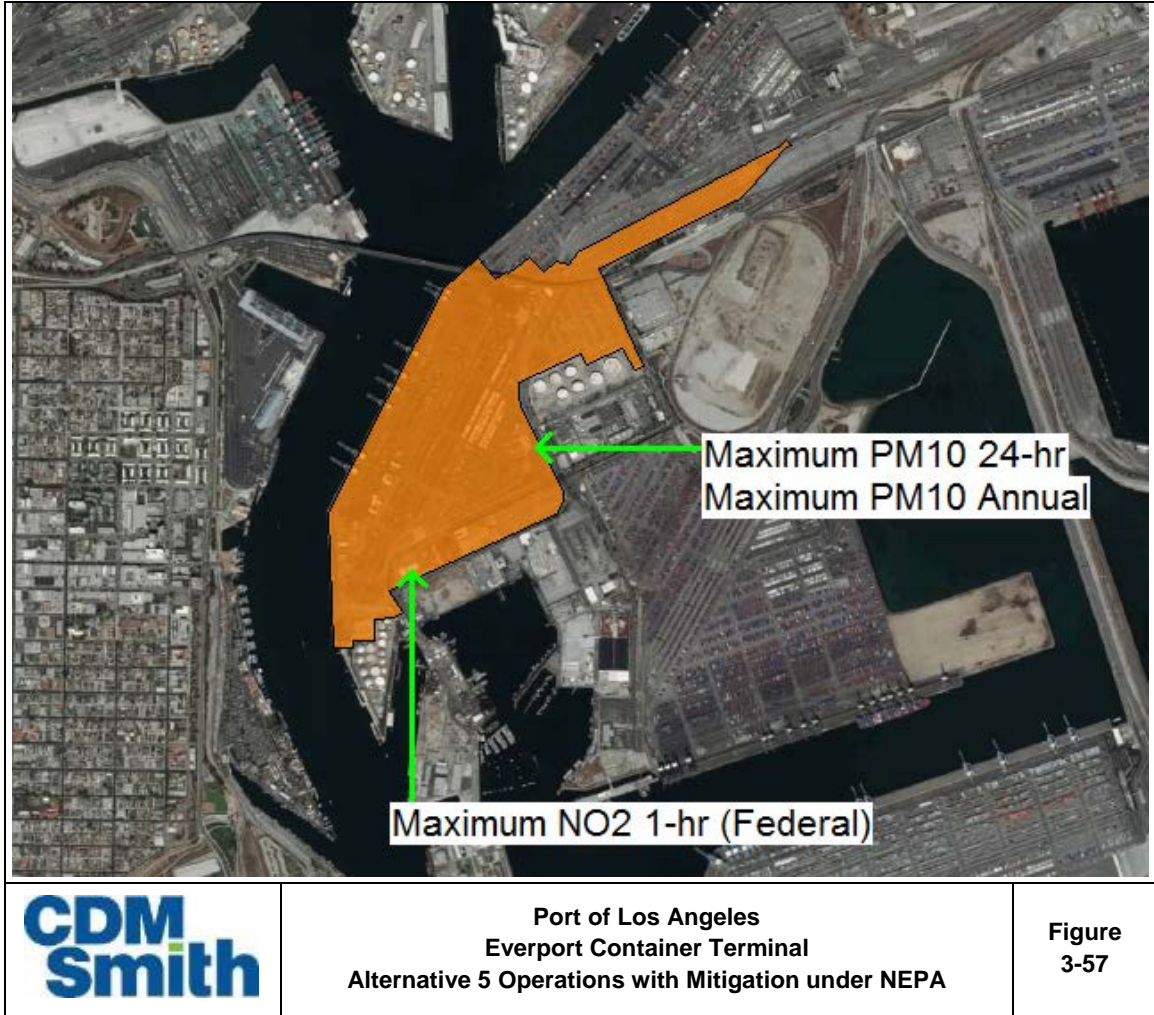 Maximum PM10 24-hr
Maximum PM10 Annual
Maximum NO2 1-hr (Federal)
CDM
Smith
Port of Los Angeles
Everport Container Terminal
Alternative 5 Operations with Mitigation under NEPA
Figure
3-57